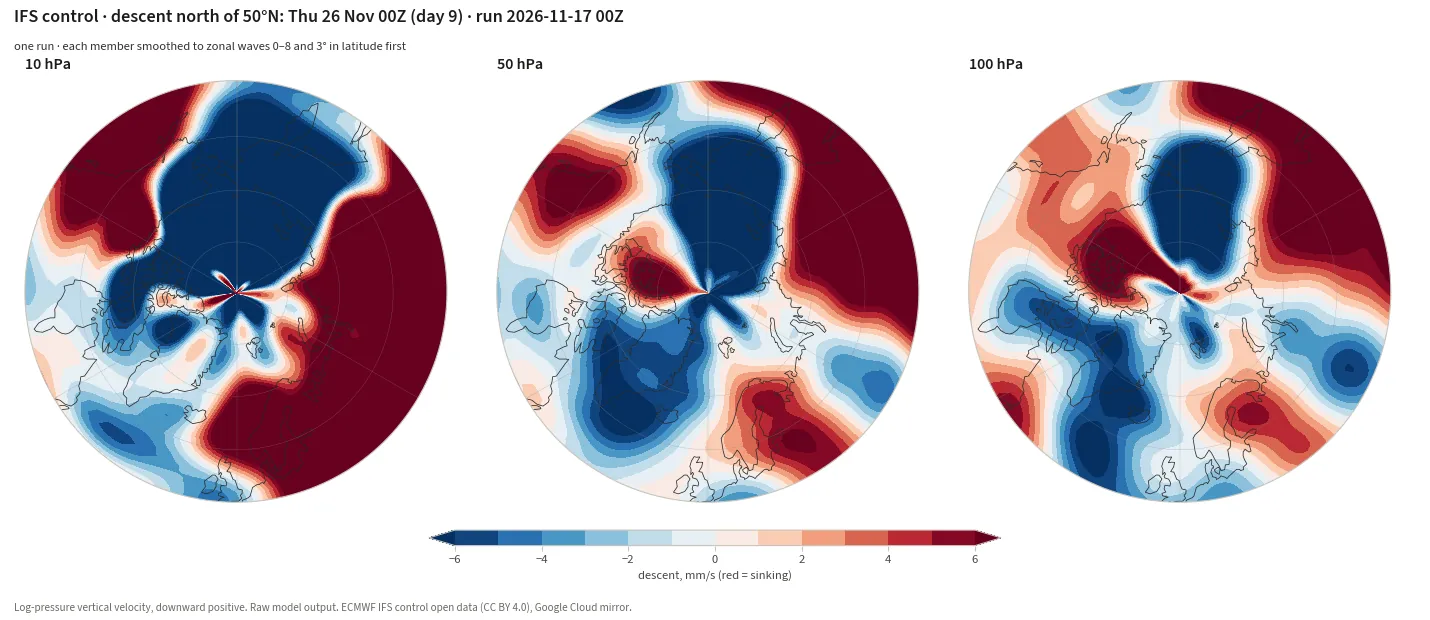 IFS control · descent north of 50°N: Thu 26 Nov 00Z (day 9) · run 2026-11-17 00Z
one run · each member smoothed to zonal waves 0–8 and 3° in latitude first
10 hPa
50 hPa
100 hPa
−6 −4 −2 0 2 4 6
descent, mm/s (red = sinking)
Log-pressure vertical velocity, downward positive. Raw model output. ECMWF IFS control open data (CC BY 4.0), Google Cloud mirror.